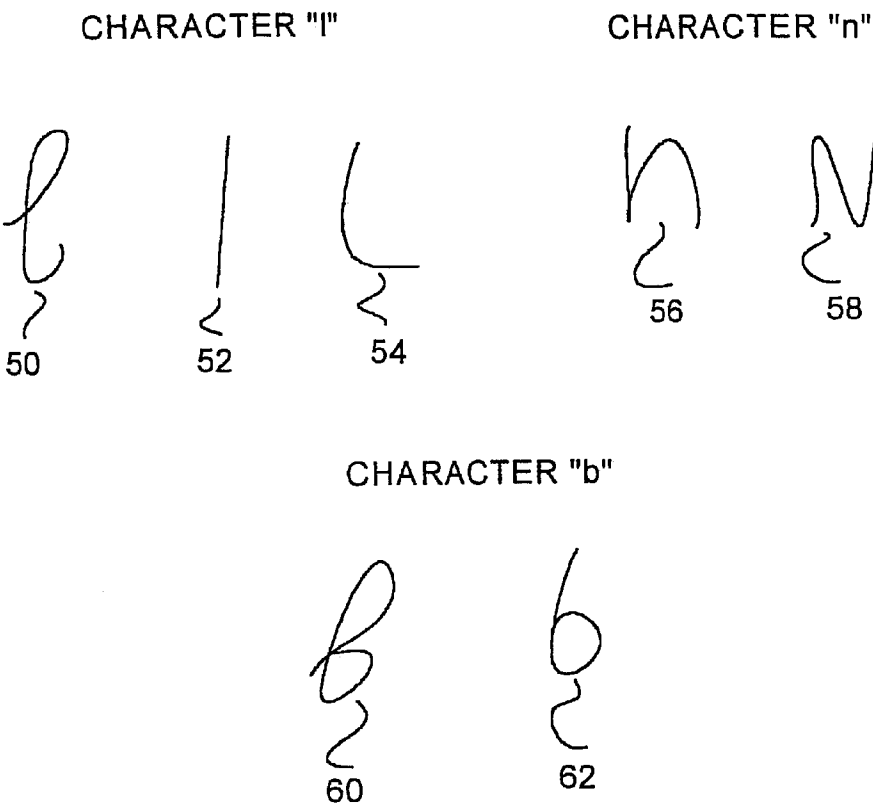 CHARACTER "l" CHARACTER "n"
l l L n N
50 52 54 56 58
CHARACTER "b"
b b
60 62